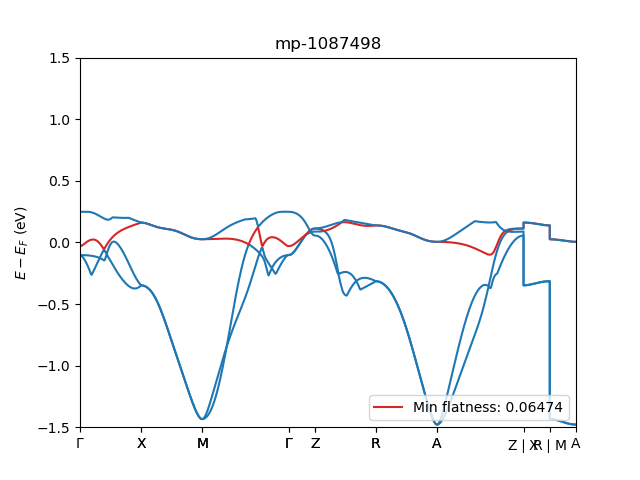 mp-1087498
E − E_F (eV)
1.5
1.0
0.5
0.0
−0.5
−1.0
−1.5
Min flatness: 0.06474
Γ X M Γ Z R A Z | X R | M A